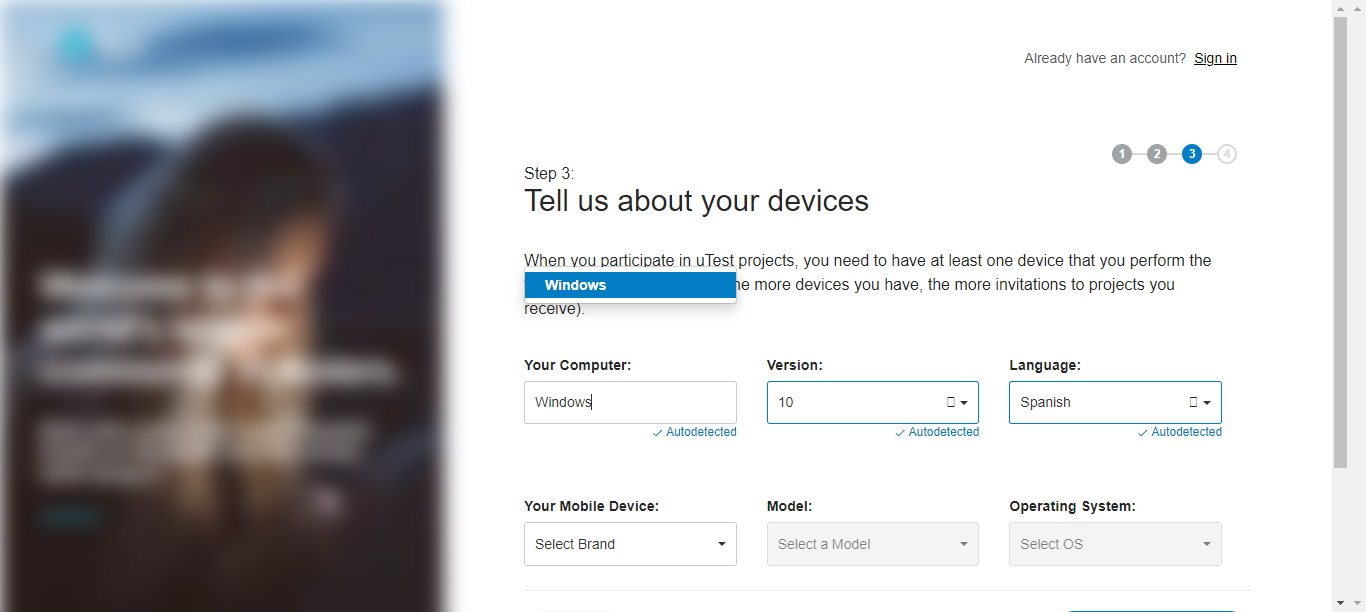 Already have an account? Sign in
1 2 3 4
Step 3:
Tell us about your devices
When you participate in uTest projects, you need to have at least one device that you perform the
Windows
he more devices you have, the more invitations to projects you
receive).
Your Computer: Version: Language:
Windows 10 Spanish
Autodetected Autodetected Autodetected
Your Mobile Device: Model: Operating System:
Select Brand Select a Model Select OS